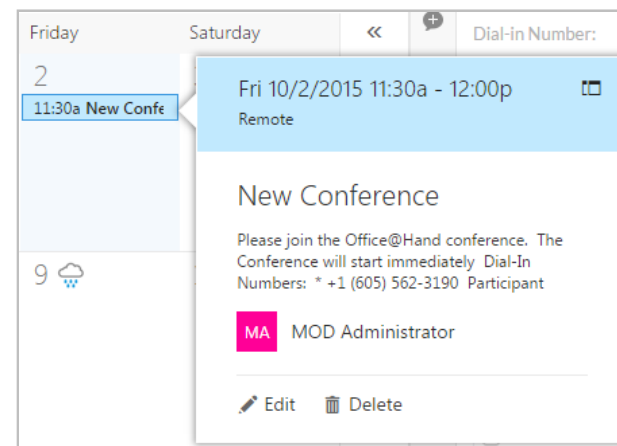 Friday
Saturday
«
Dial-in Number:
2
11:30a New Confe
Fri 10/2/2015 11:30a - 12:00p
Remote
New Conference
Please join the Office@Hand conference. The
Conference will start immediately Dial-In
Numbers: * +1 (605) 562-3190 Participant
9
MA MOD Administrator
Edit Delete